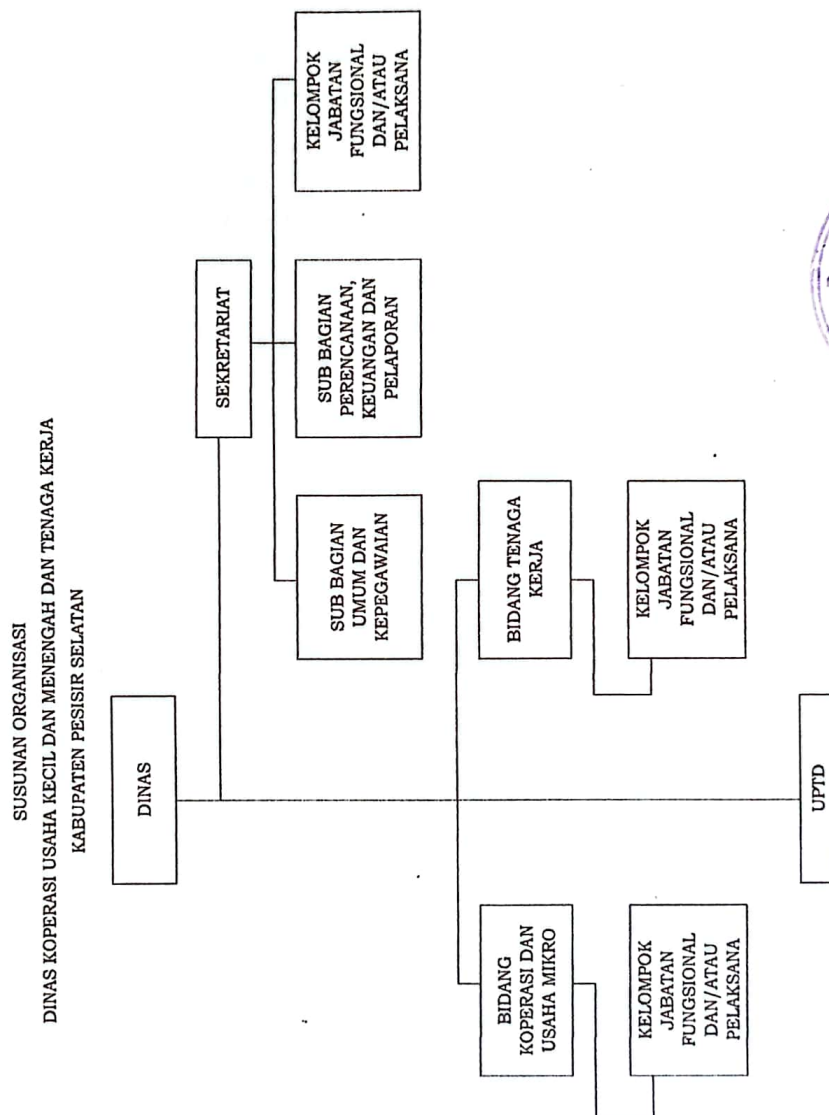 SUSUNAN ORGANISASI
DINAS KOPERASI USAHA KECIL DAN MENENGAH DAN TENAGA KERJA
KABUPATEN PESISIR SELATAN
DINAS
SEKRETARIAT
SUB BAGIAN
UMUM DAN
KEPEGAWAIAN
SUB BAGIAN
PERENCANAAN,
KEUANGAN DAN
PELAPORAN
KELOMPOK
JABATAN
FUNGSIONAL
DAN/ATAU
PELAKSANA
BIDANG
KOPERASI DAN
USAHA MIKRO
BIDANG TENAGA
KERJA
KELOMPOK
JABATAN
FUNGSIONAL
DAN/ATAU
PELAKSANA
KELOMPOK
JABATAN
FUNGSIONAL
DAN/ATAU
PELAKSANA
UPTD